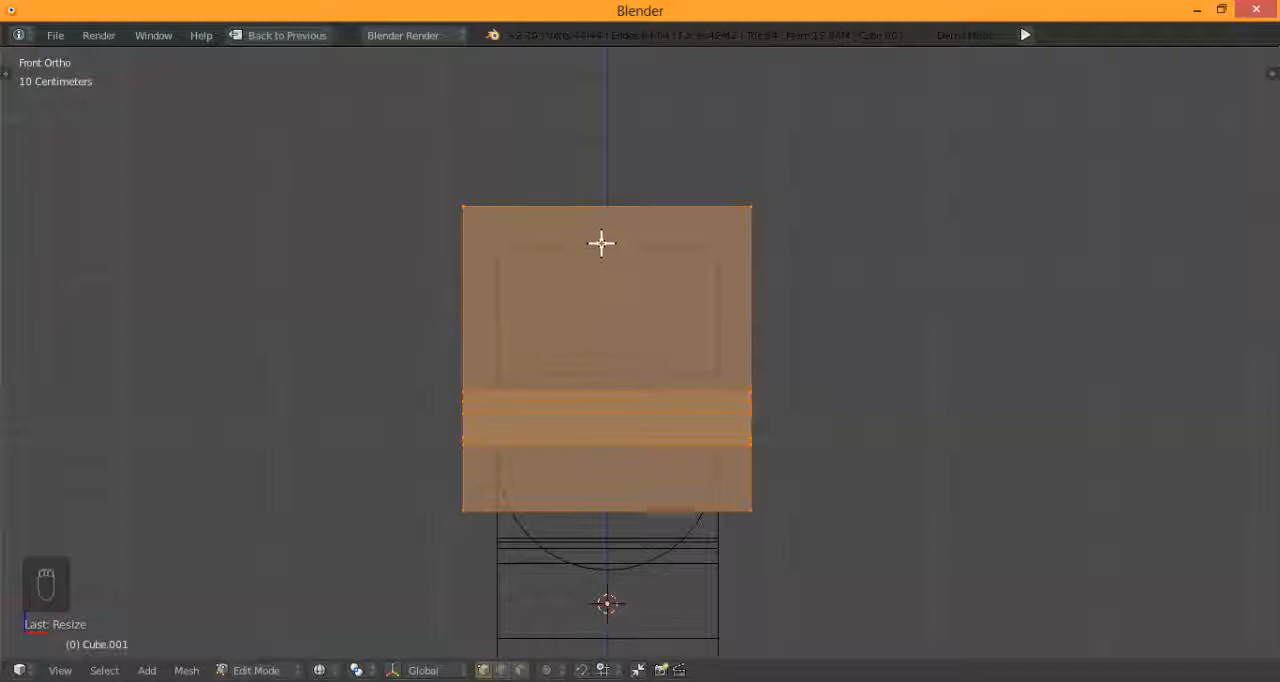 Blender
File Render Window Help Back to Previous Blender Render
Front Ortho
10 Centimeters
Last: Resize
(0) Cube.001
View Select Add Mesh Edit Mode Global